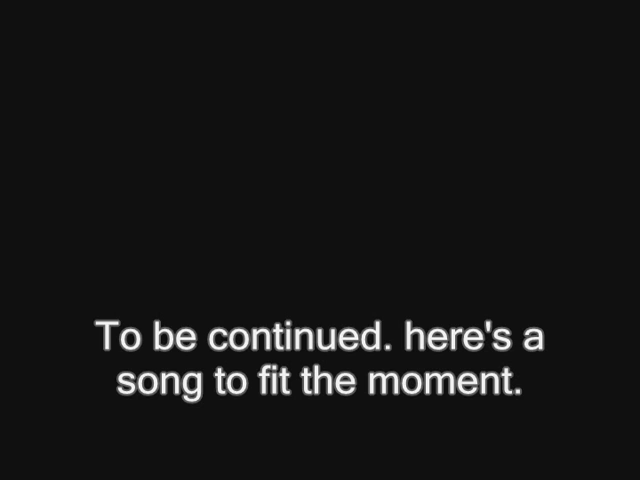 To be continued. here's a
song to fit the moment.